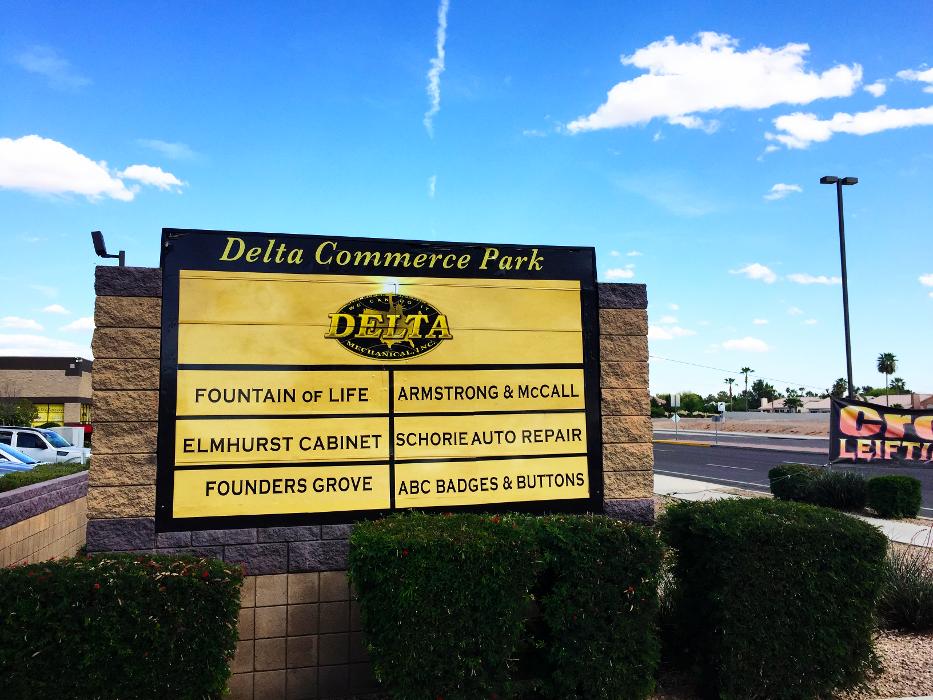 Delta Commerce Park
DELTA
MECHANICAL, INC.
FOUNTAIN OF LIFE
ARMSTRONG & McCALL
ELMHURST CABINET
SCHORIE AUTO REPAIR
FOUNDERS GROVE
ABC BADGES & BUTTONS